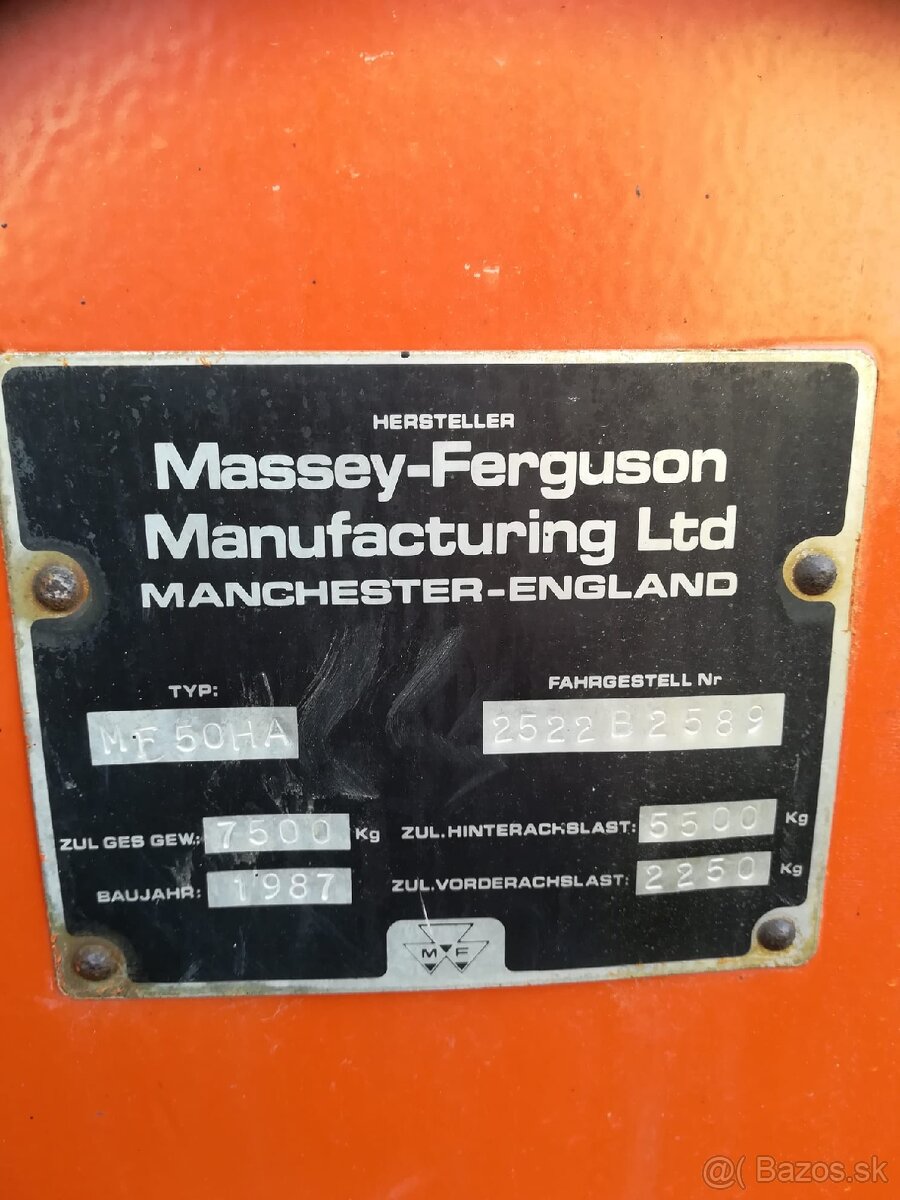 HERSTELLER
Massey-Ferguson
Manufacturing Ltd
MANCHESTER-ENGLAND
TYP: FAHRGESTELL Nr
MF 50HA 2522B2589
ZUL GES GEW.: 7500 Kg ZUL.HINTERACHSLAST: 5500 Kg
BAUJAHR: 1987 ZUL.VORDERACHSLAST: 2250 Kg
M F
@( Bazos.sk